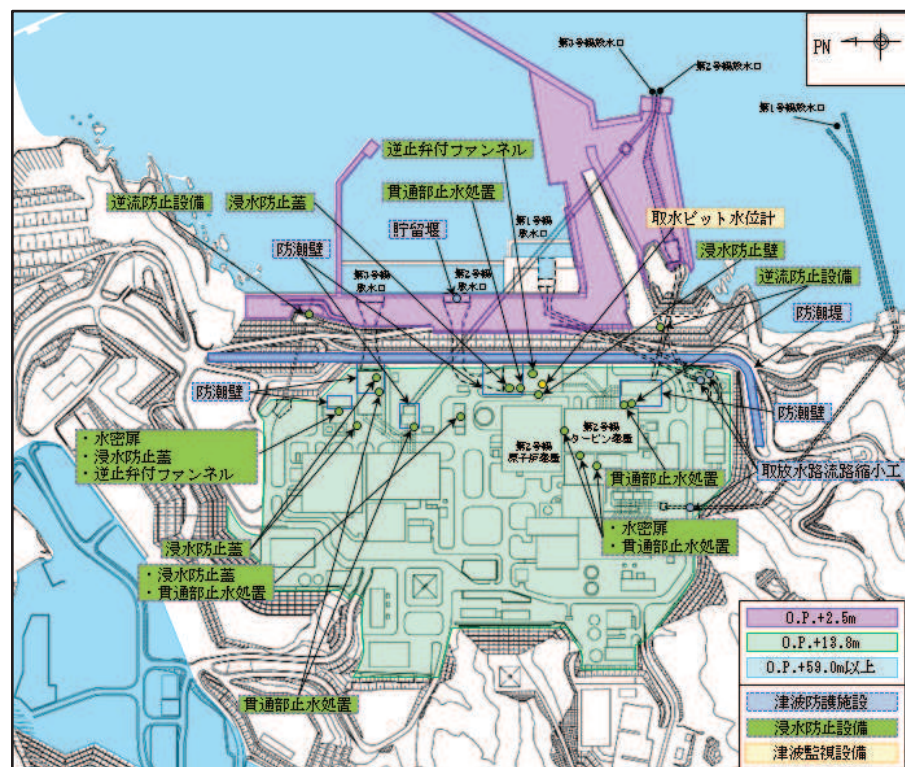 PN
第3号機放水口
第2号機放水口
第1号機放水口
逆止弁付ファンネル
貫通部止水処置
逆流防止設備
浸水防止蓋
取水ピット水位計
貯留堰
第1号機
取水口
防潮壁
浸水防止壁
第3号機
取水口
第2号機
取水口
逆流防止設備
防潮堤
防潮壁
防潮壁
第2号機
原子炉建屋
第2号機
タービン建屋
・水密扉
・浸水防止蓋
・逆止弁付ファンネル
貫通部止水処置
取放水路流路縮小工
・水密扉
・貫通部止水処置
浸水防止蓋
・浸水防止蓋
・貫通部止水処置
貫通部止水処置
O.P.+2.5m
O.P.+13.8m
O.P.+59.0m以上
津波防護施設
浸水防止設備
津波監視設備